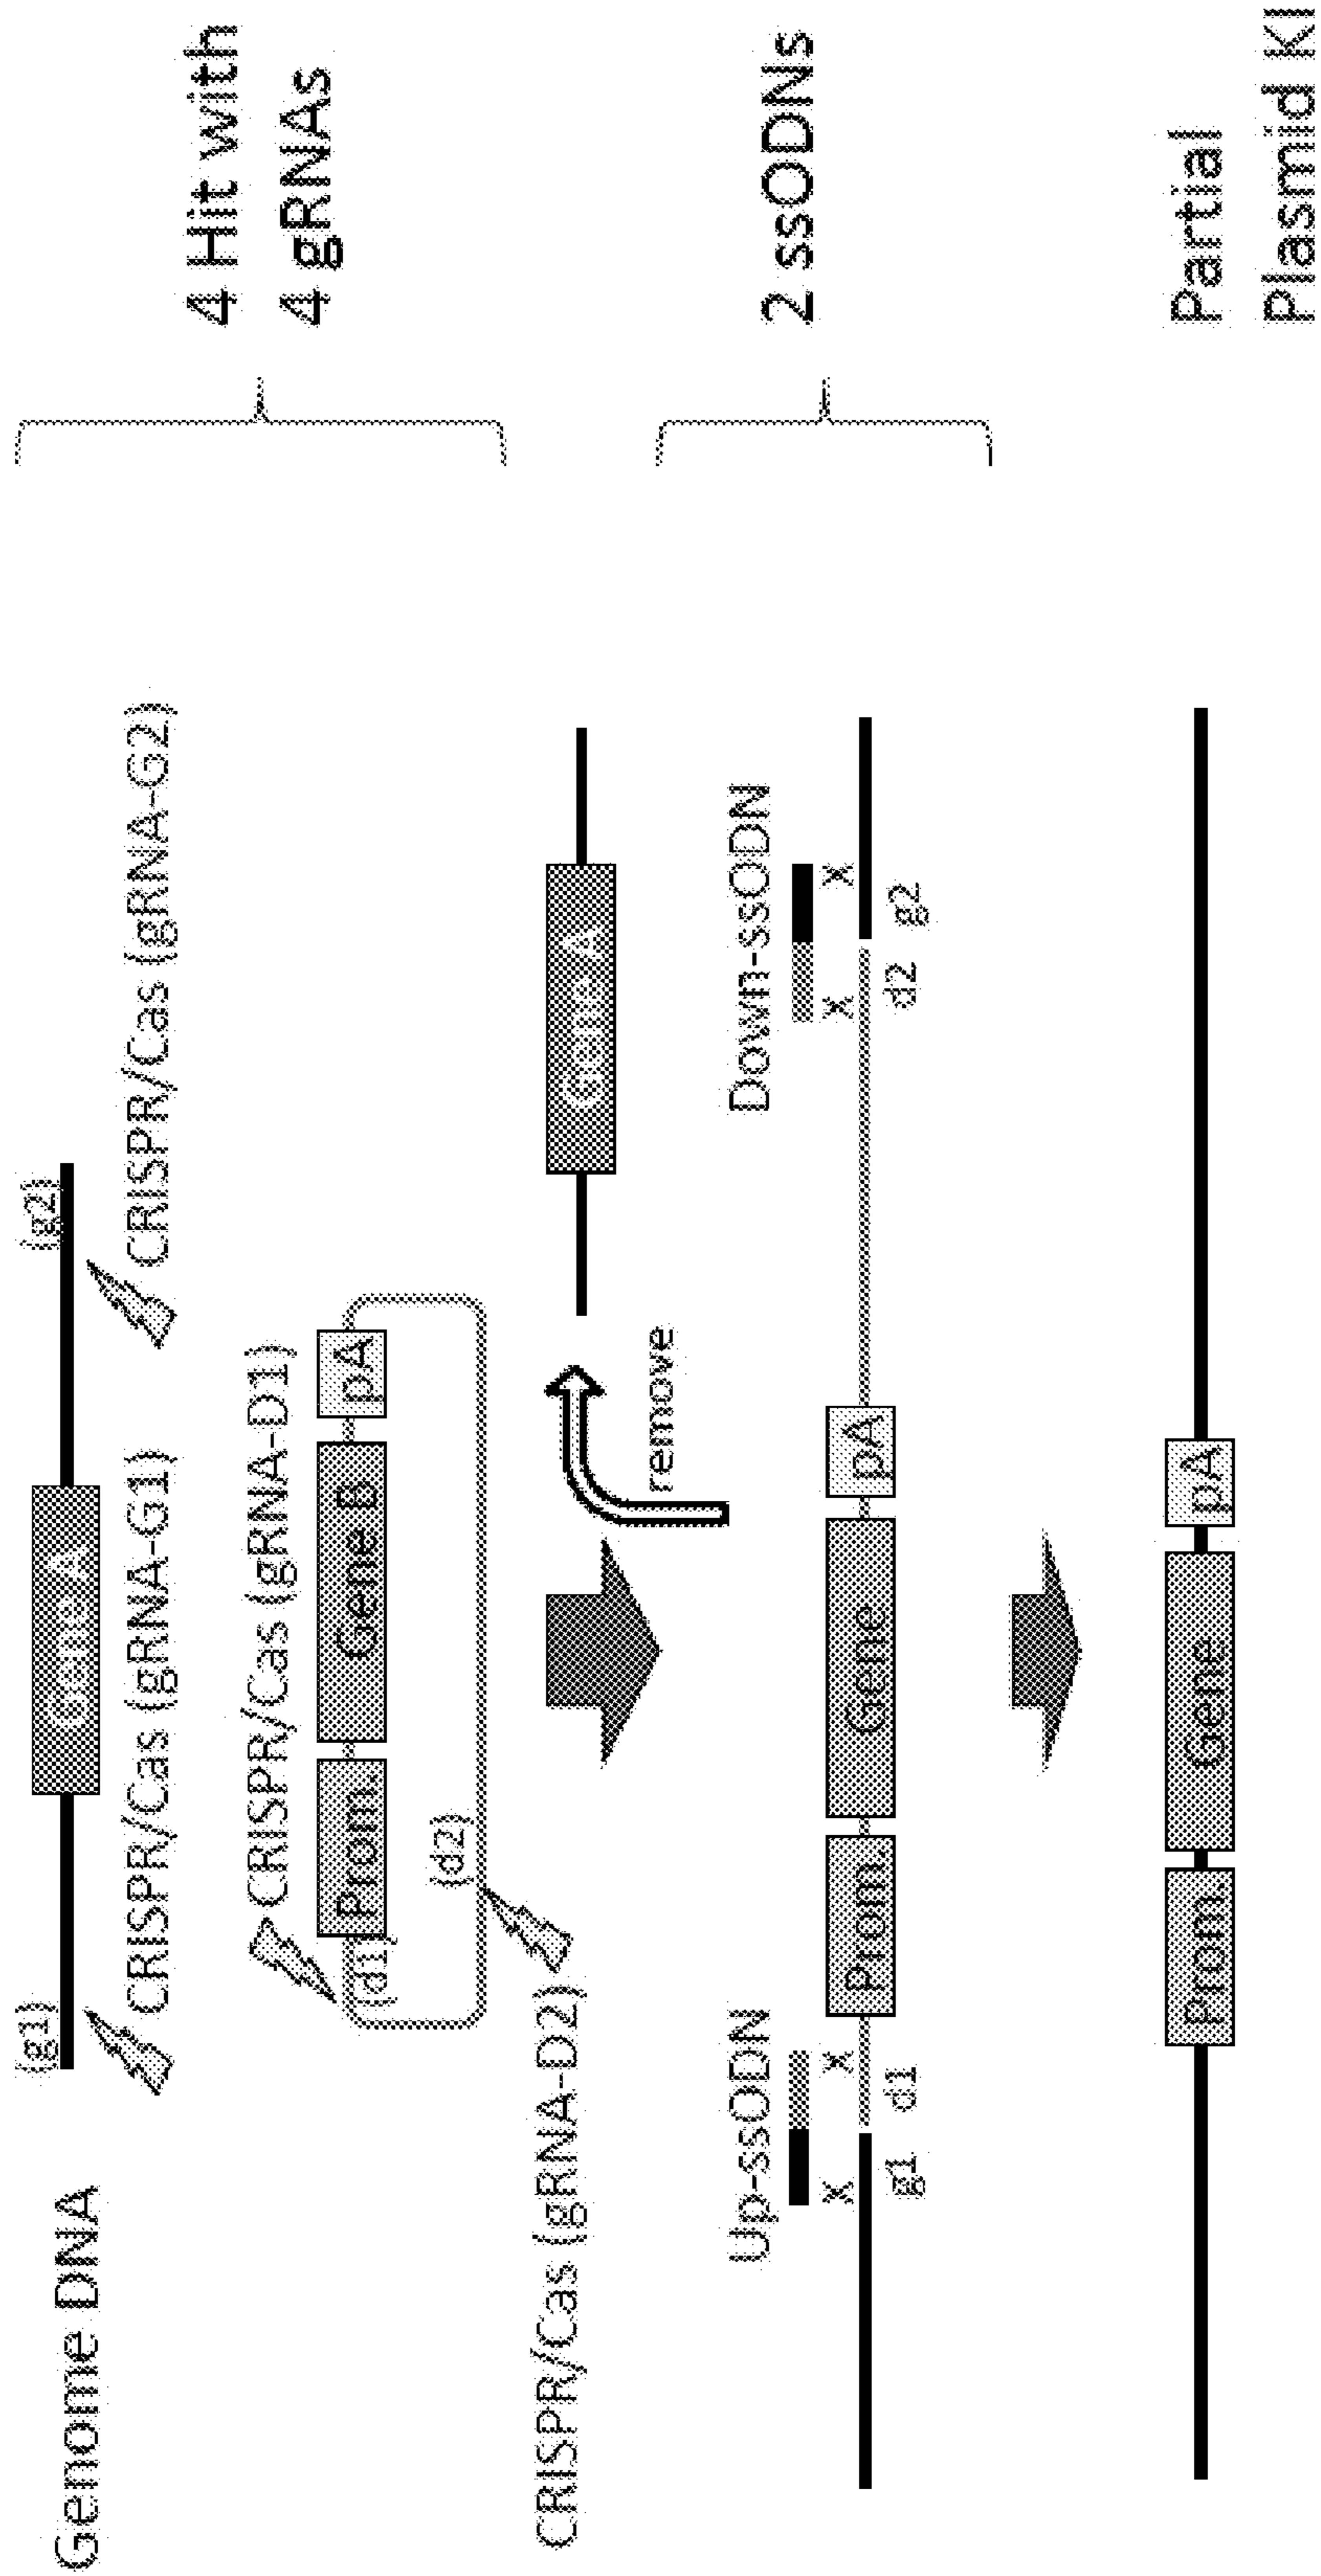 Genome DNA
(g1)
Gene A
(g2)
CRISPR/Cas (gRNA-G1)
CRISPR/Cas (gRNA-G2)
4 Hit with
4 gRNAs
CRISPR/Cas (gRNA-D1)
(d1)
Prom.
Gene B
pA
(d2)
CRISPR/Cas (gRNA-D2)
Gene A
remove
Up-ssODN
Down-ssODN
2 ssODNs
x
x
x
x
Prom.
Gene
pA
g1
d1
d2
g2
Prom.
Gene
pA
Partial
Plasmid KI